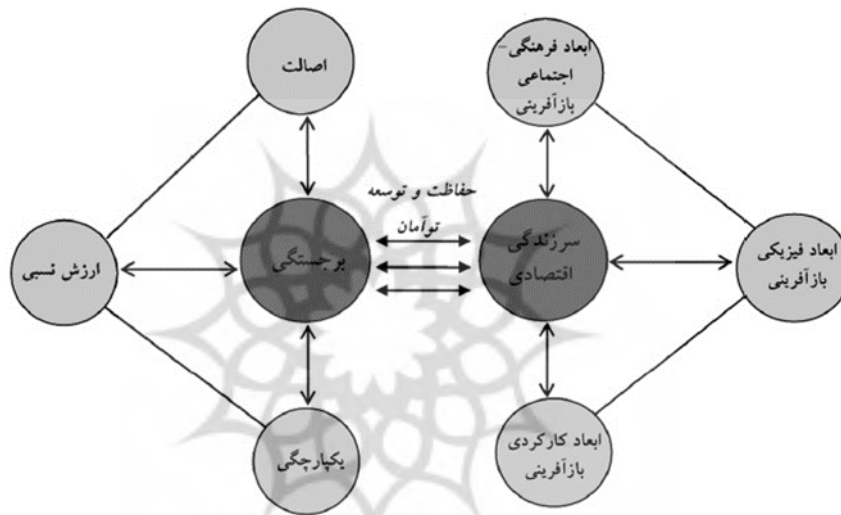 ابعاد فرهنگی-
اجتماعی
بازآفرینی
اصالت
حفاظت و توسعه
توآمان
سرزندگی
اقتصادی
برجستگی
ابعاد فیزیکی
بازآفرینی
ارزش نسبی
ابعاد کارکردی
بازآفرینی
یکپارچگی